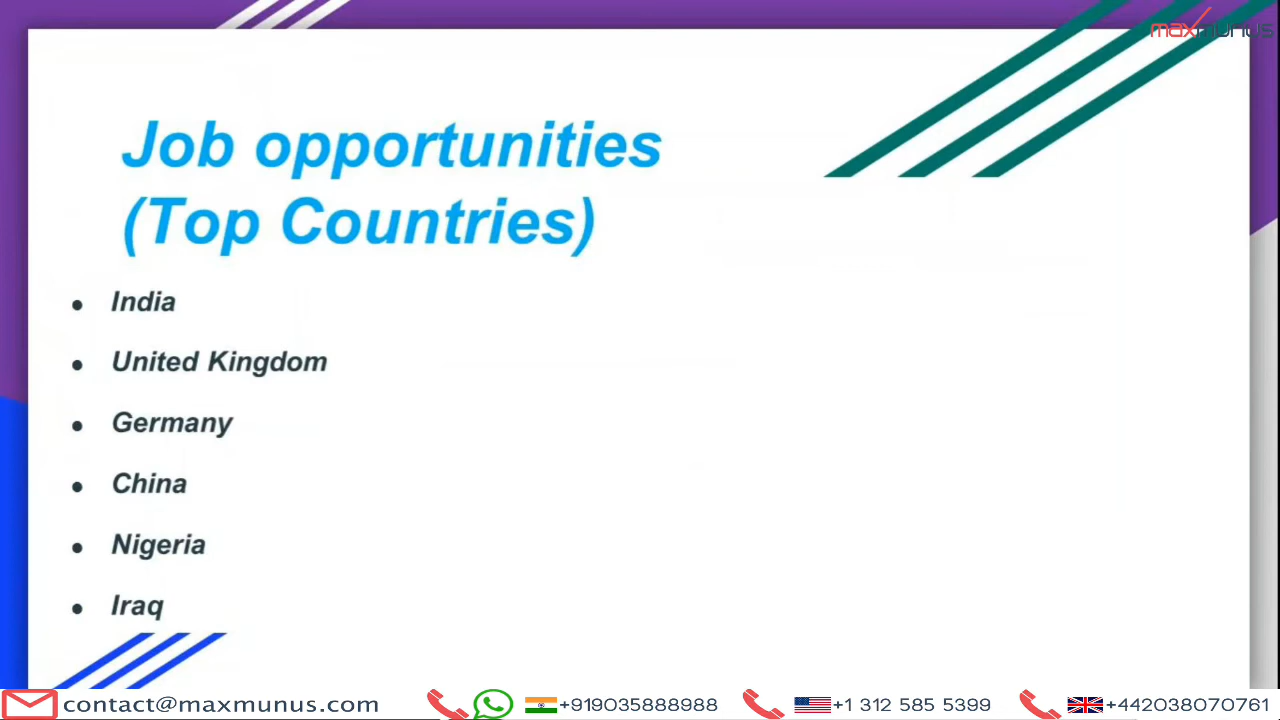 maxmunus
Job opportunities
(Top Countries)
● India
● United Kingdom
● Germany
● China
● Nigeria
● Iraq
contact@maxmunus.com +919035888988 +1 312 585 5399 +442038070761